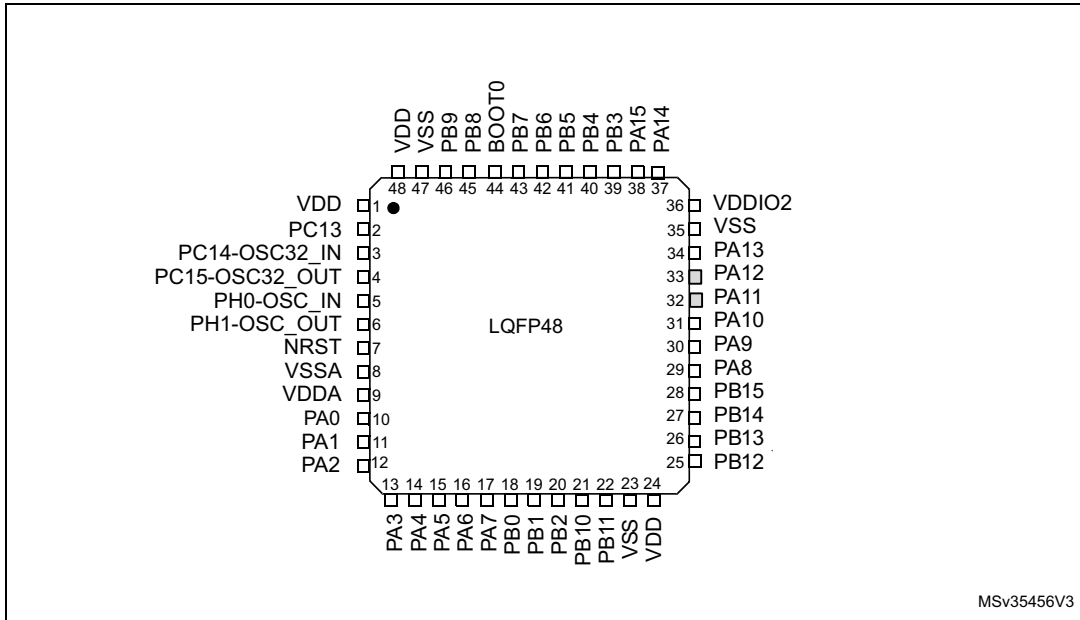 VDD
VSS
PB9
PB8
BOOT0
PB7
PB6
PB5
PB4
PB3
PA15
PA14
48 47 46 45 44 43 42 41 40 39 38 37
VDD 1
PC13 2
PC14-OSC32_IN 3
PC15-OSC32_OUT 4
PH0-OSC_IN 5
PH1-OSC_OUT 6
NRST 7
VSSA 8
VDDA 9
PA0 10
PA1 11
PA2 12
LQFP48
36 VDDIO2
35 VSS
34 PA13
33 PA12
32 PA11
31 PA10
30 PA9
29 PA8
28 PB15
27 PB14
26 PB13
25 PB12
13 14 15 16 17 18 19 20 21 22 23 24
PA3
PA4
PA5
PA6
PA7
PB0
PB1
PB2
PB10
PB11
VSS
VDD
MSv35456V3